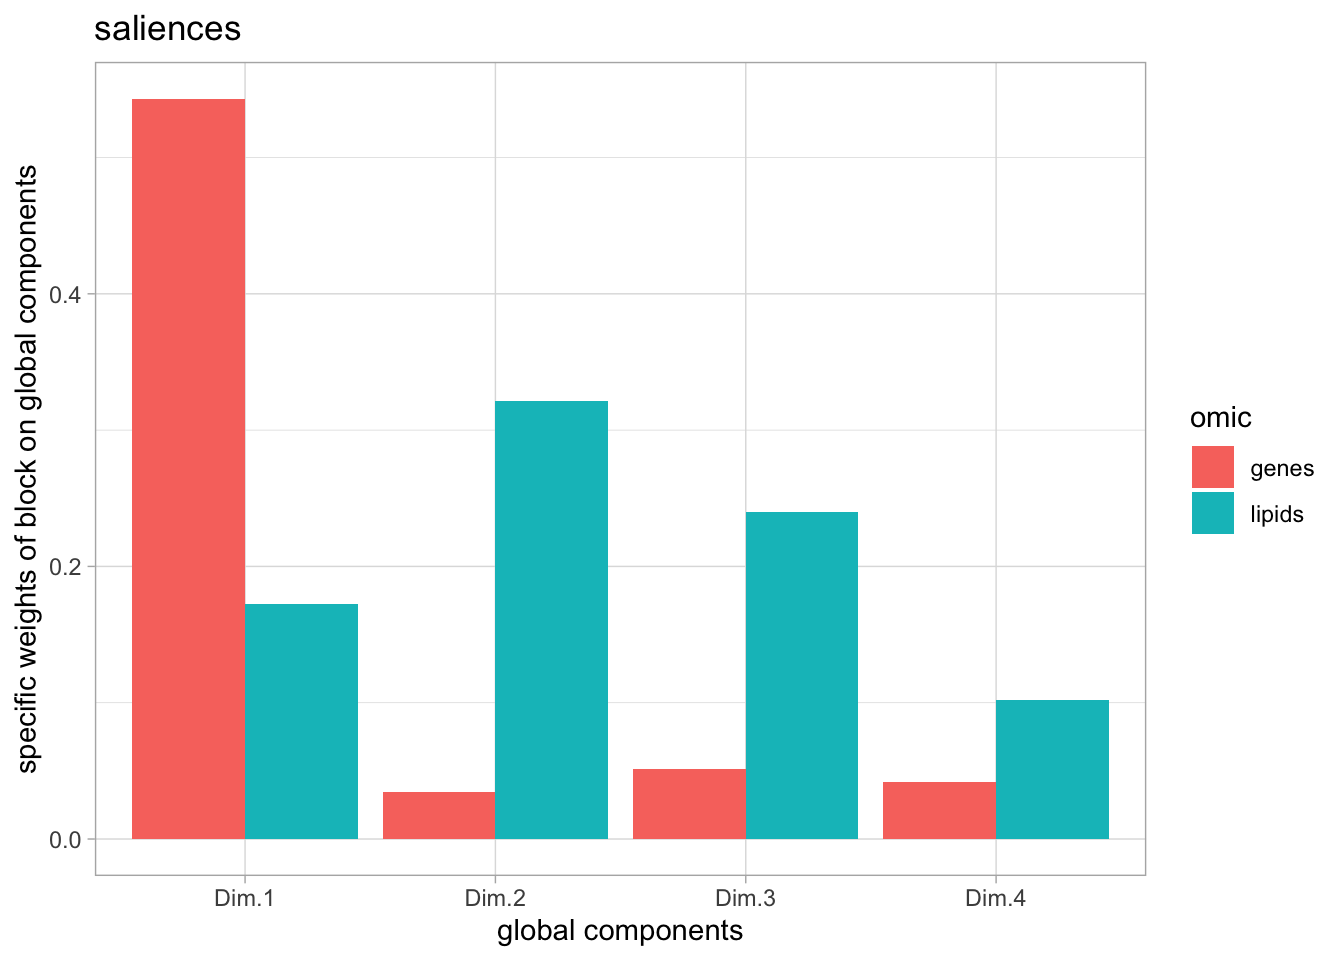 saliences
specific weights of block on global components
0.4
0.2
0.0
Dim.1 Dim.2 Dim.3 Dim.4
global components
omic
genes
lipids